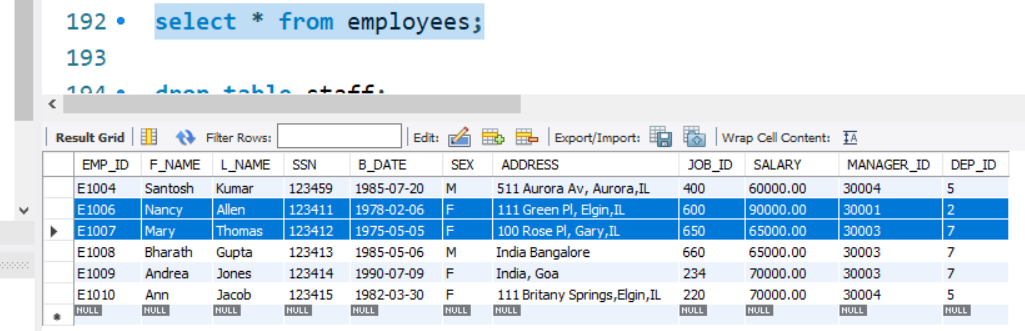 192 select * from employees;
193
194 drop table staff;
Result Grid Filter Rows: Edit: Export/Import: Wrap Cell Content: IA
EMP_ID F_NAME L_NAME SSN B_DATE SEX ADDRESS JOB_ID SALARY MANAGER_ID DEP_ID
E1004 Santosh Kumar 123459 1985-07-20 M 511 Aurora Av, Aurora,IL 400 60000.00 30004 5
E1006 Nancy Allen 123411 1978-02-06 F 111 Green Pl, Elgin,IL 600 90000.00 30001 2
E1007 Mary Thomas 123412 1975-05-05 F 100 Rose Pl, Gary,IL 650 65000.00 30003 7
E1008 Bharath Gupta 123413 1985-05-06 M India Bangalore 660 65000.00 30003 7
E1009 Andrea Jones 123414 1990-07-09 F India, Goa 234 70000.00 30003 7
E1010 Ann Jacob 123415 1982-03-30 F 111 Britany Springs,Elgin,IL 220 70000.00 30004 5
NULL NULL NULL NULL NULL NULL NULL NULL NULL NULL NULL